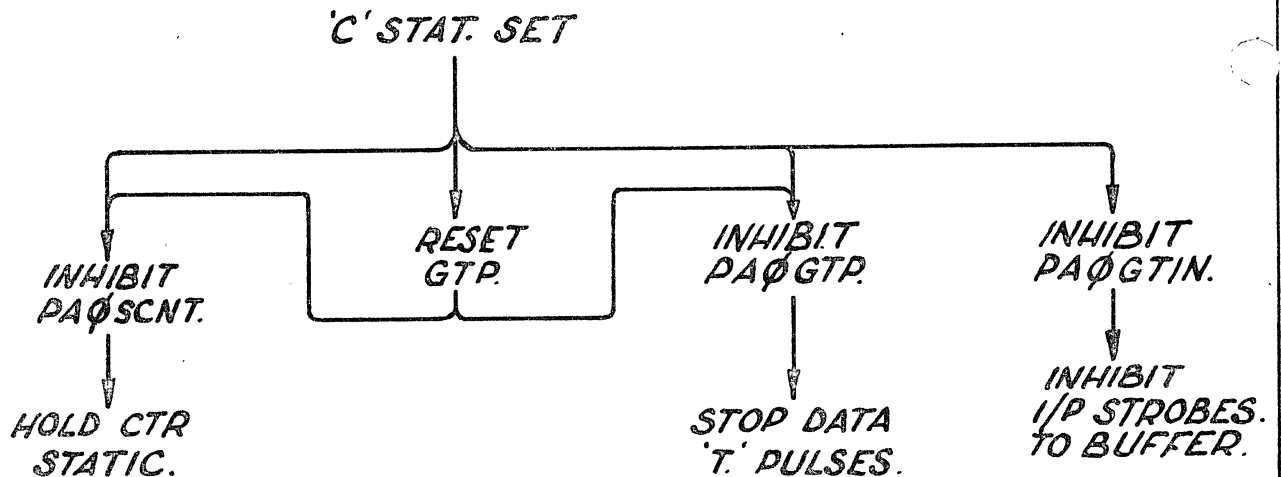 'C' STAT. SET
INHIBIT
PAØSCNT.
RESET
GTP.
INHIBIT
PAØGTP.
INHIBIT
PAØGTIN.
HOLD CTR
STATIC.
STOP DATA
'T.' PULSES.
INHIBIT
I/P STROBES.
TO BUFFER.